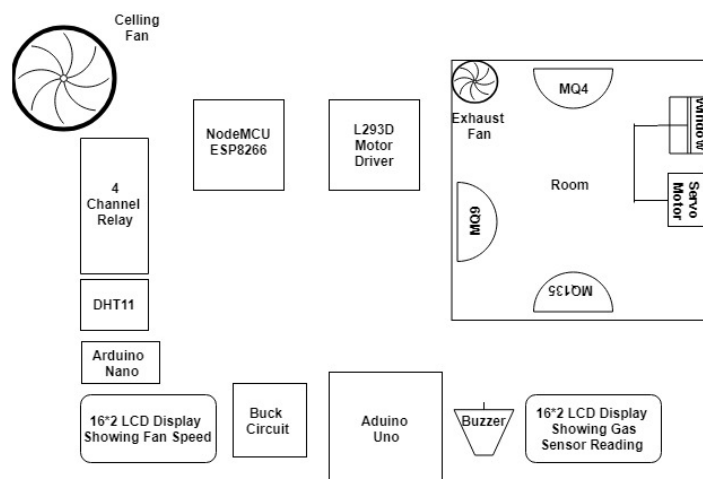 Celling
Fan
NodeMCU
ESP8266
L293D
Motor
Driver
Exhaust
Fan
MQ4
Window
4
Channel
Relay
Room
Servo
Motor
MQ9
DHT11
MQ135
Arduino
Nano
16*2 LCD Display
Showing Fan Speed
Buck
Circuit
Aduino
Uno
Buzzer
16*2 LCD Display
Showing Gas
Sensor Reading